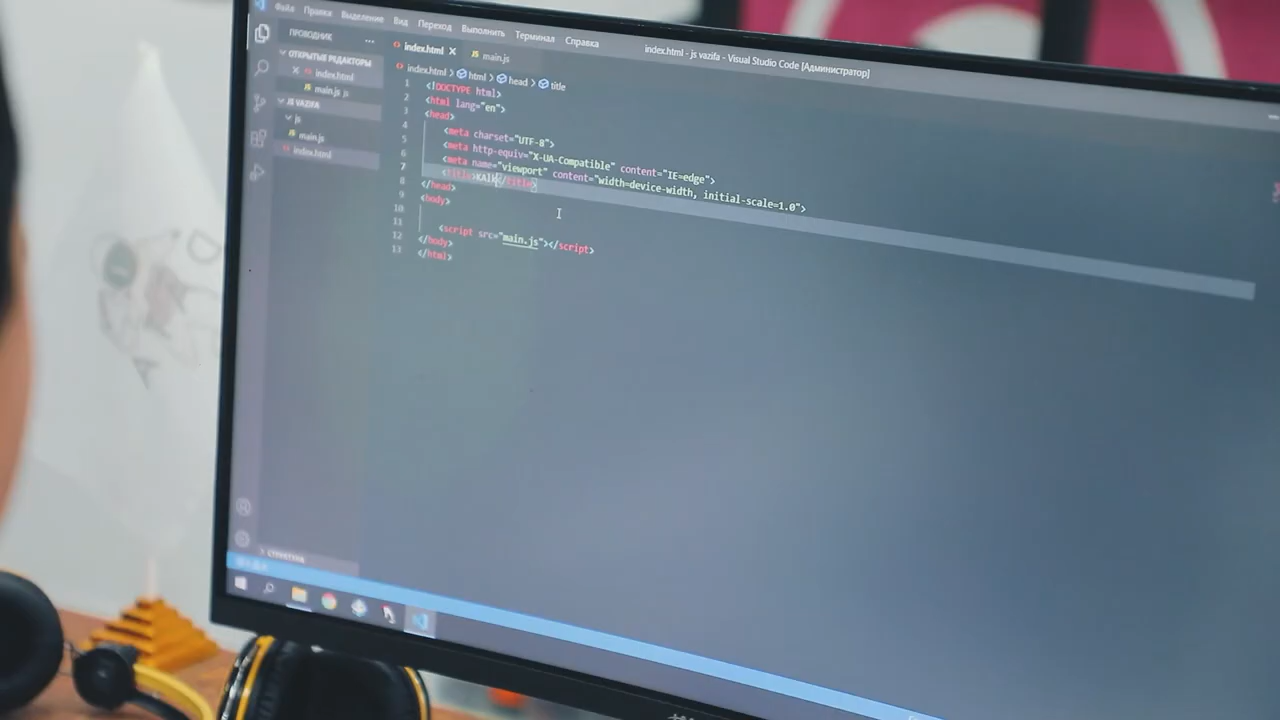 Файл Правка Выделение Вид Переход Выполнить Терминал Справка
index.html - js vazifa - Visual Studio Code [Администратор]
ПРОВОДНИК ...
ОТКРЫТЫЕ РЕДАКТОРЫ
index.html
main.js js
JS VAZIFA
js
main.js
index.html
СТРУКТУРА
index.html
main.js
index.html > html > head > title
1 <!DOCTYPE html>
2 <html lang="en">
3 <head>
4 <meta charset="UTF-8">
5 <meta http-equiv="X-UA-Compatible" content="IE=edge">
6 <meta name="viewport" content="width=device-width, initial-scale=1.0">
7 <title>KAlk</title>
8 </head>
9 <body>
10
11 <script src="main.js"></script>
12 </body>
13 </html>